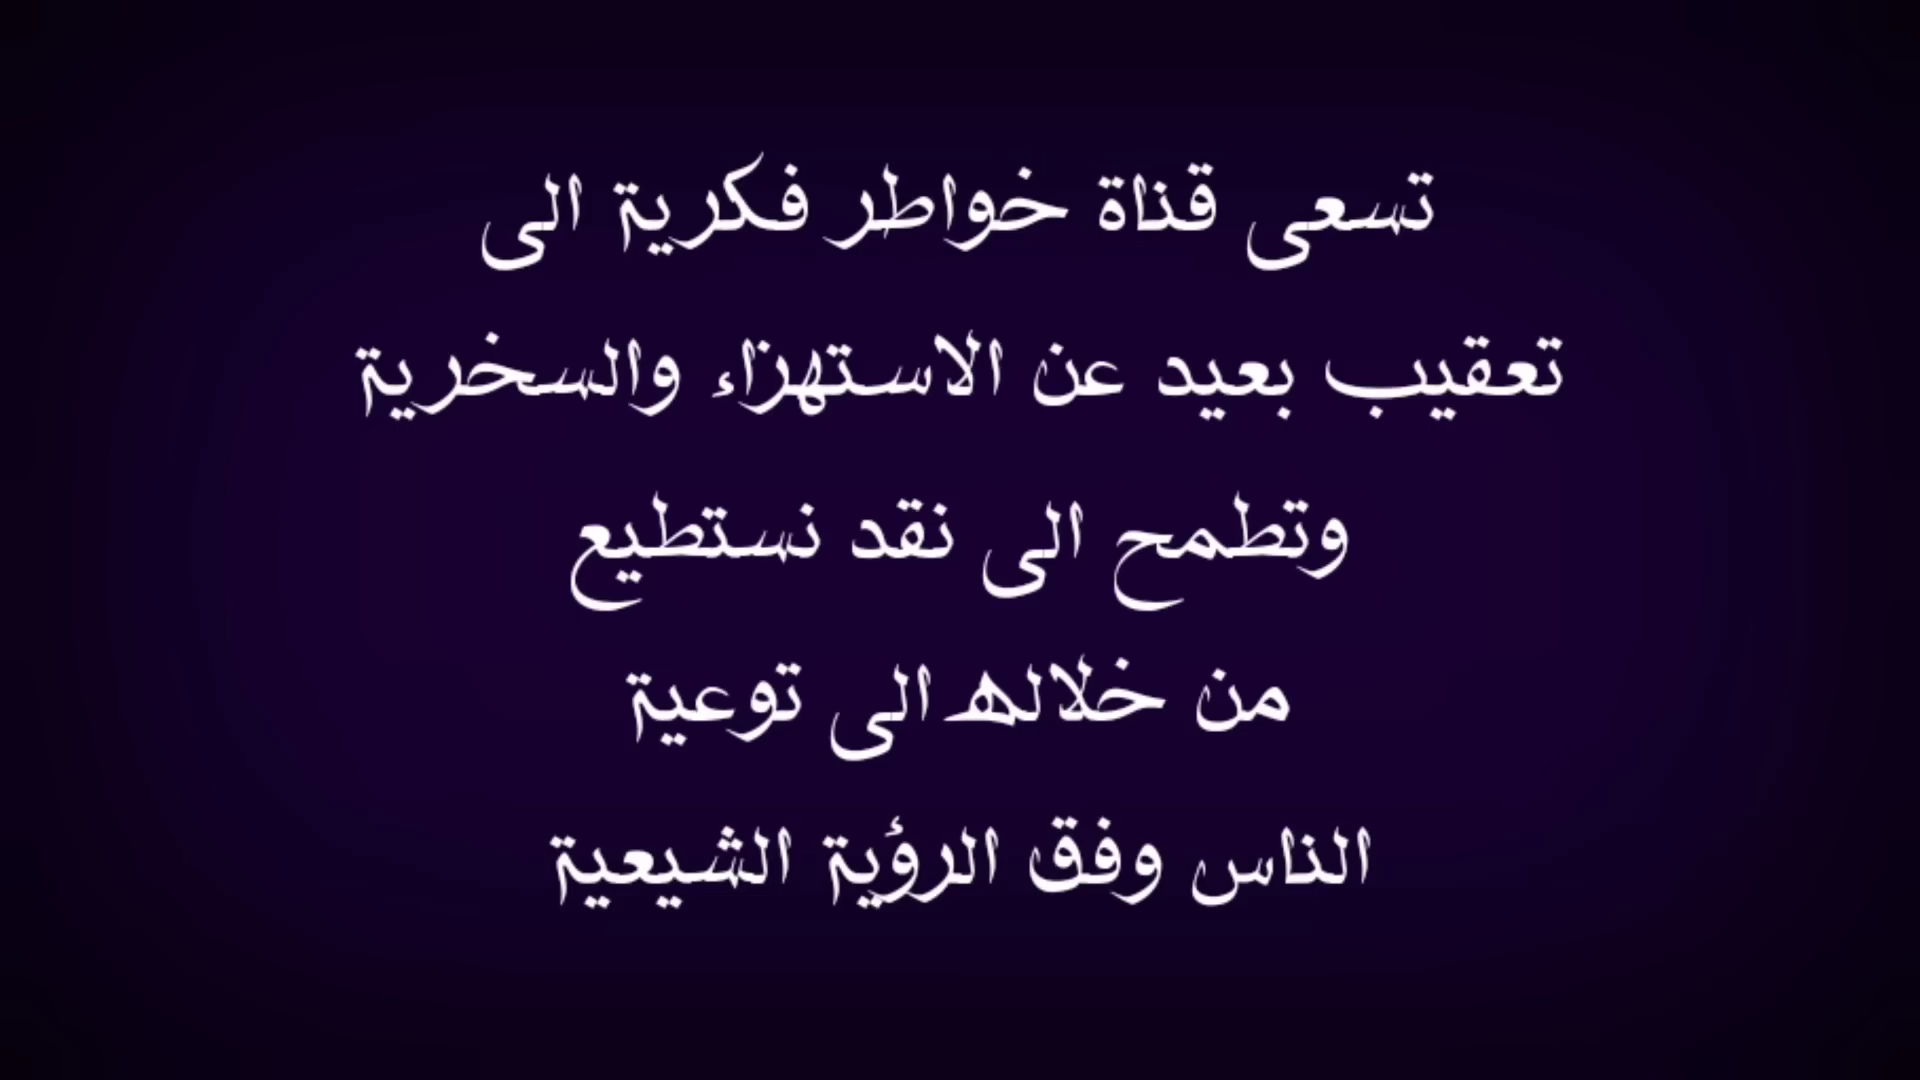 تسعى قناة خواطر فكرية الى
تعقيب بعيد عن الاستهزاء والسخرية
وتطمح الى نقد نستطيع
من خلاله الى توعية
الناس وفق الرؤية الشيعية